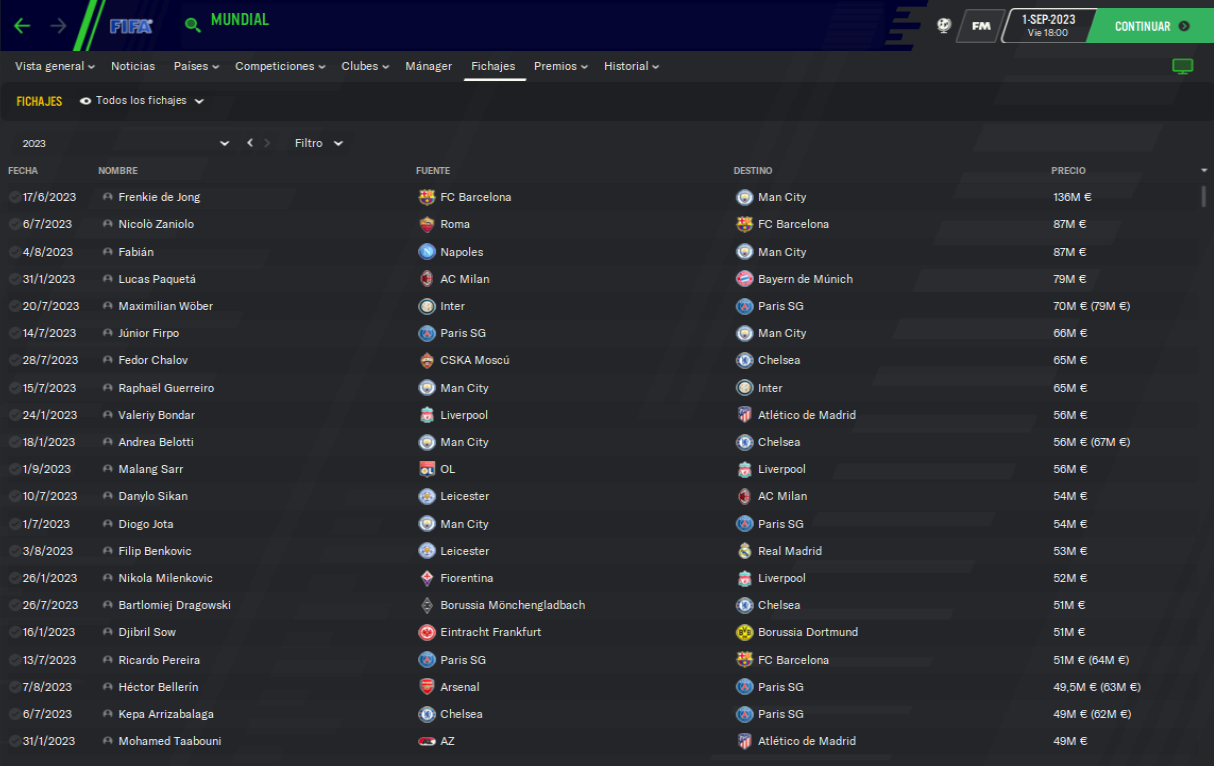 FIFA MUNDIAL FM 1-SEP-2023 CONTINUAR
Vie 18:00
Vista general Noticias Países Competiciones Clubes Mánager Fichajes Premios Historial
FICHAJES Todos los fichajes
2023 Filtro
FECHA NOMBRE FUENTE DESTINO PRECIO
17/6/2023 Frenkie de Jong FC Barcelona Man City 136M €
6/7/2023 Nicolò Zaniolo Roma FC Barcelona 87M €
4/8/2023 Fabián Napoles Man City 87M €
31/1/2023 Lucas Paquetá AC Milan Bayern de Múnich 79M €
20/7/2023 Maximilian Wöber Inter Paris SG 70M € (79M €)
14/7/2023 Júnior Firpo Paris SG Man City 66M €
28/7/2023 Fedor Chalov CSKA Moscú Chelsea 65M €
15/7/2023 Raphaël Guerreiro Man City Inter 65M €
24/1/2023 Valeriy Bondar Liverpool Atlético de Madrid 56M €
18/1/2023 Andrea Belotti Man City Chelsea 56M € (67M €)
1/9/2023 Malang Sarr OL Liverpool 56M €
10/7/2023 Danylo Sikan Leicester AC Milan 54M €
1/7/2023 Diogo Jota Man City Paris SG 54M €
3/8/2023 Filip Benkovic Leicester Real Madrid 53M €
26/1/2023 Nikola Milenkovic Fiorentina Liverpool 52M €
26/7/2023 Bartlomiej Dragowski Borussia Mönchengladbach Chelsea 51M €
16/1/2023 Djibril Sow Eintracht Frankfurt Borussia Dortmund 51M €
13/7/2023 Ricardo Pereira Paris SG FC Barcelona 51M € (64M €)
7/8/2023 Héctor Bellerín Arsenal Paris SG 49,5M € (63M €)
6/7/2023 Kepa Arrizabalaga Chelsea Paris SG 49M € (62M €)
31/1/2023 Mohamed Taabouni AZ Atlético de Madrid 49M €